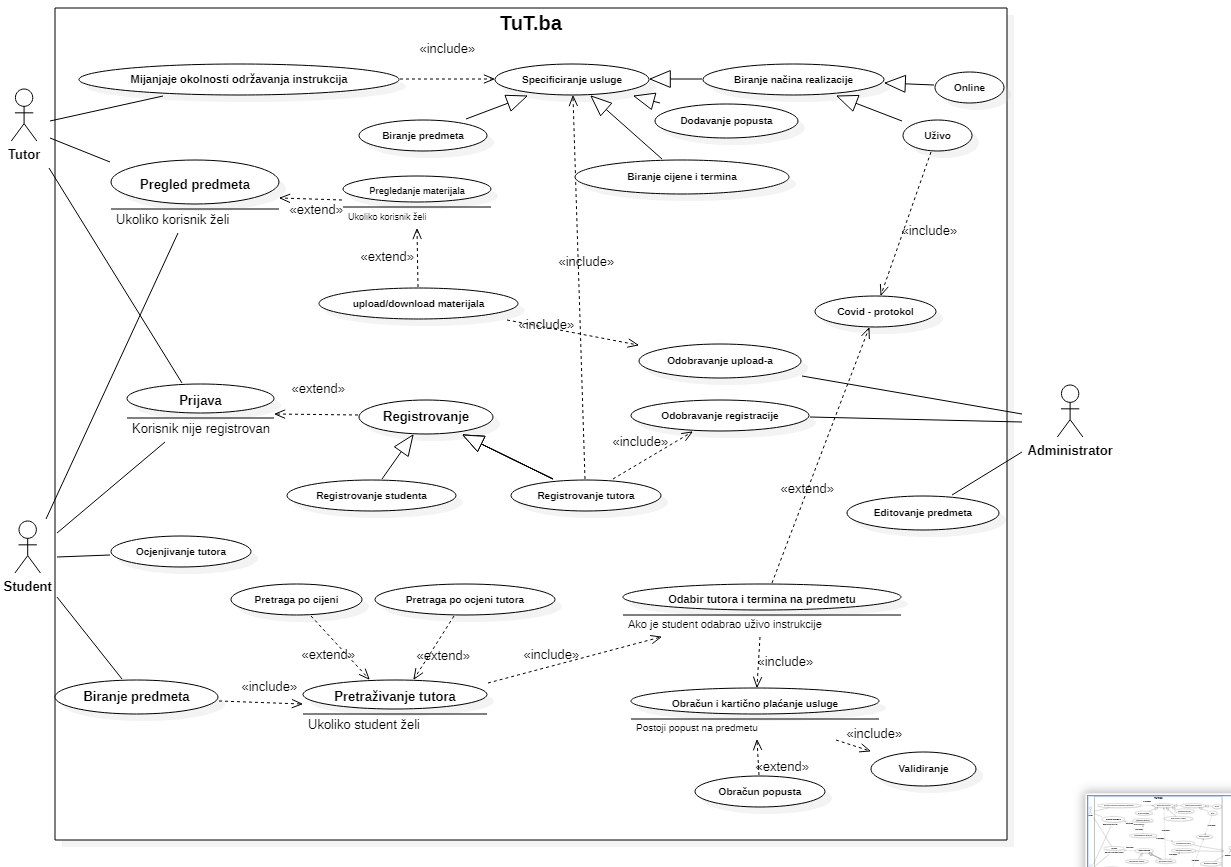 TuT.ba
«include»
Mijanjaje okolnosti održavanja instrukcija
Specificiranje usluge
Biranje načina realizacije
Online
Dodavanje popusta
Biranje predmeta
Uživo
Tutor
Biranje cijene i termina
Pregled predmeta
Pregledanje materijala
Ukoliko korisnik želi
«extend»
Ukoliko korisnik želi
«include»
«extend»
«include»
upload/download materijala
Covid - protokol
«include»
Odobravanje upload-a
«extend»
Prijava
Registrovanje
Odobravanje registracije
Korisnik nije registrovan
«include»
Administrator
«extend»
Registrovanje studenta
Registrovanje tutora
Editovanje predmeta
Ocjenjivanje tutora
Student
Pretraga po cijeni
Pretraga po ocjeni tutora
Odabir tutora i termina na predmetu
Ako je student odabrao uživo instrukcije
«extend»
«extend»
«include»
«include»
«include»
Biranje predmeta
Pretraživanje tutora
Obračun i kartično plaćanje usluge
Ukoliko student želi
Postoji popust na predmetu
«include»
«extend»
Validiranje
Obračun popusta